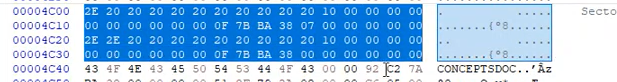 00004C00 2E 20 20 20 20 20 20 20 20 20 20 10 00 00 00 00 . ..... Secto
00004C10 00 00 00 00 00 0F 7B BA 38 07 00 00 00 00 00 00 ......{º8.......
00004C20 2E 2E 20 20 20 20 20 20 20 20 20 10 00 00 00 00 .. .....
00004C30 00 00 00 00 00 0F 7B BA 38 00 00 00 00 00 00 00 ......{º8.......
00004C40 43 4F 4E 43 45 50 54 53 44 4F 43 00 00 92 C2 7A CONCEPTSDOC..’Âz